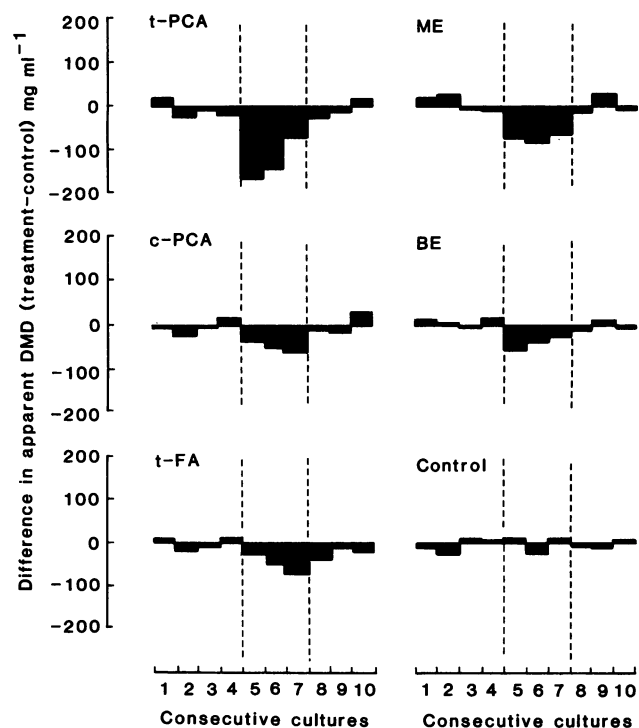 Difference in apparent DMD (treatment-control) mg ml⁻¹
t-PCA
200
100
0
-100
-200
ME
c-PCA
200
100
0
-100
-200
BE
t-FA
200
100
0
-100
-200
Control
1 2 3 4 5 6 7 8 9 10
1 2 3 4 5 6 7 8 9 10
Consecutive cultures
Consecutive cultures